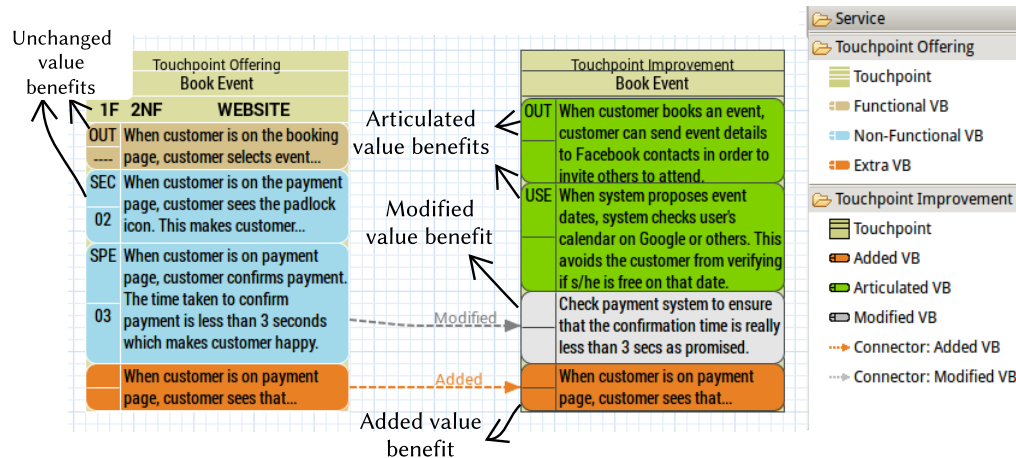 Unchanged
value
benefits
Touchpoint Offering
Book Event
1F 2NF WEBSITE
OUT
----
When customer is on the booking
page, customer selects event...
SEC
02
When customer is on the payment
page, customer sees the padlock
icon. This makes customer...
SPE
03
When customer is on payment
page, customer confirms payment.
The time taken to confirm
payment is less than 3 seconds
which makes customer happy.
When customer is on payment
page, customer sees that...
Articulated
value benefits
Modified
value benefit
Modified
Added
Added value
benefit
Touchpoint Improvement
Book Event
OUT
When customer books an event,
customer can send event details
to Facebook contacts in order to
invite others to attend.
USE
When system proposes event
dates, system checks user's
calendar on Google or others. This
avoids the customer from verifying
if s/he is free on that date.
Check payment system to ensure
that the confirmation time is really
less than 3 secs as promised.
When customer is on payment
page, customer sees that...
Service
Touchpoint Offering
Touchpoint
Functional VB
Non-Functional VB
Extra VB
Touchpoint Improvement
Touchpoint
Added VB
Articulated VB
Modified VB
Connector: Added VB
Connector: Modified VB